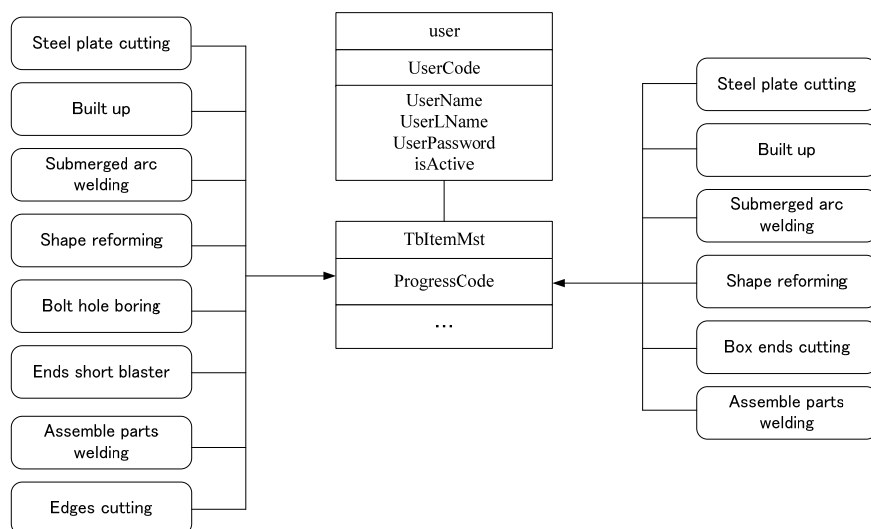 Steel plate cutting
Built up
Submerged arc
welding
Shape reforming
Bolt hole boring
Ends short blaster
Assemble parts
welding
Edges cutting
user
UserCode
UserName
UserLName
UserPassword
isActive
TbItemMst
ProgressCode
...
Steel plate cutting
Built up
Submerged arc
welding
Shape reforming
Box ends cutting
Assemble parts
welding